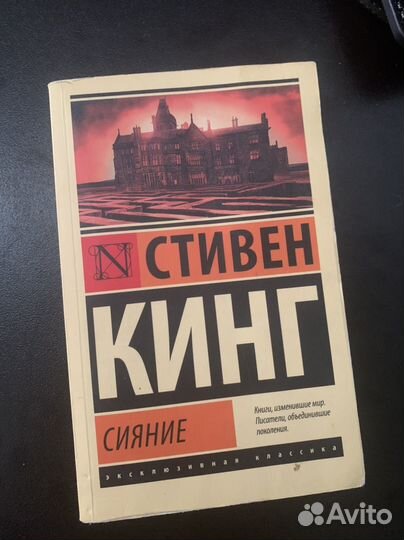 N
СТИВЕН
КИНГ
СИЯНИЕ
Книги, изменившие мир.
Писатели, объединившие
поколения.
эксклюзивная классика
Avito